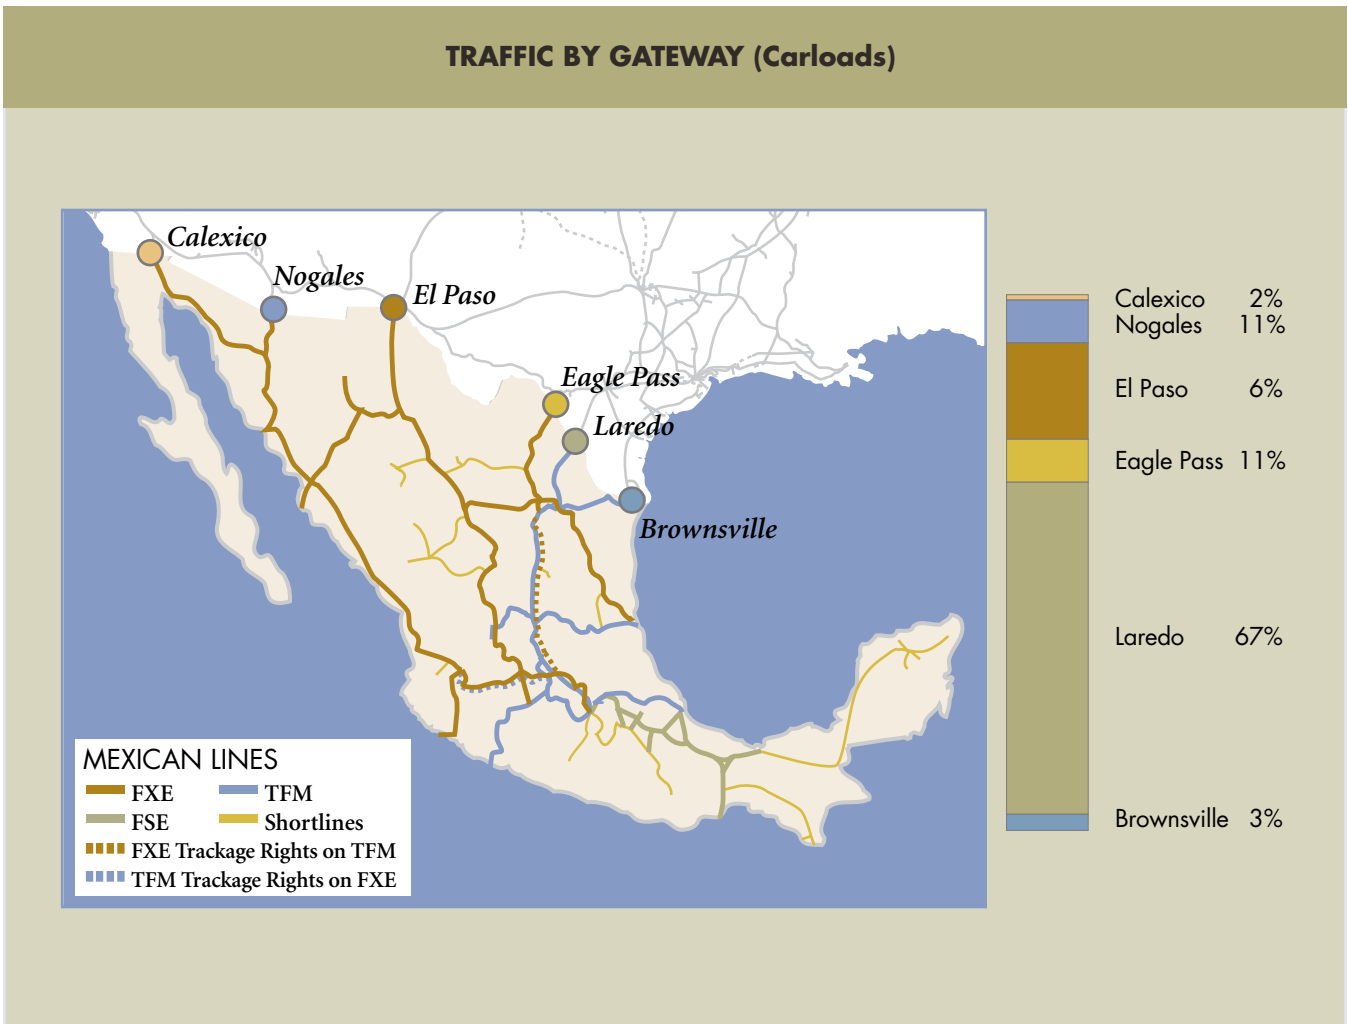 TRAFFIC BY GATEWAY (Carloads)
Calexico
Nogales
El Paso
Eagle Pass
Laredo
Brownsville
MEXICAN LINES
FXE
TFM
FSE
Shortlines
FXE Trackage Rights on TFM
TFM Trackage Rights on FXE
Calexico 2%
Nogales 11%
El Paso 6%
Eagle Pass 11%
Laredo 67%
Brownsville 3%